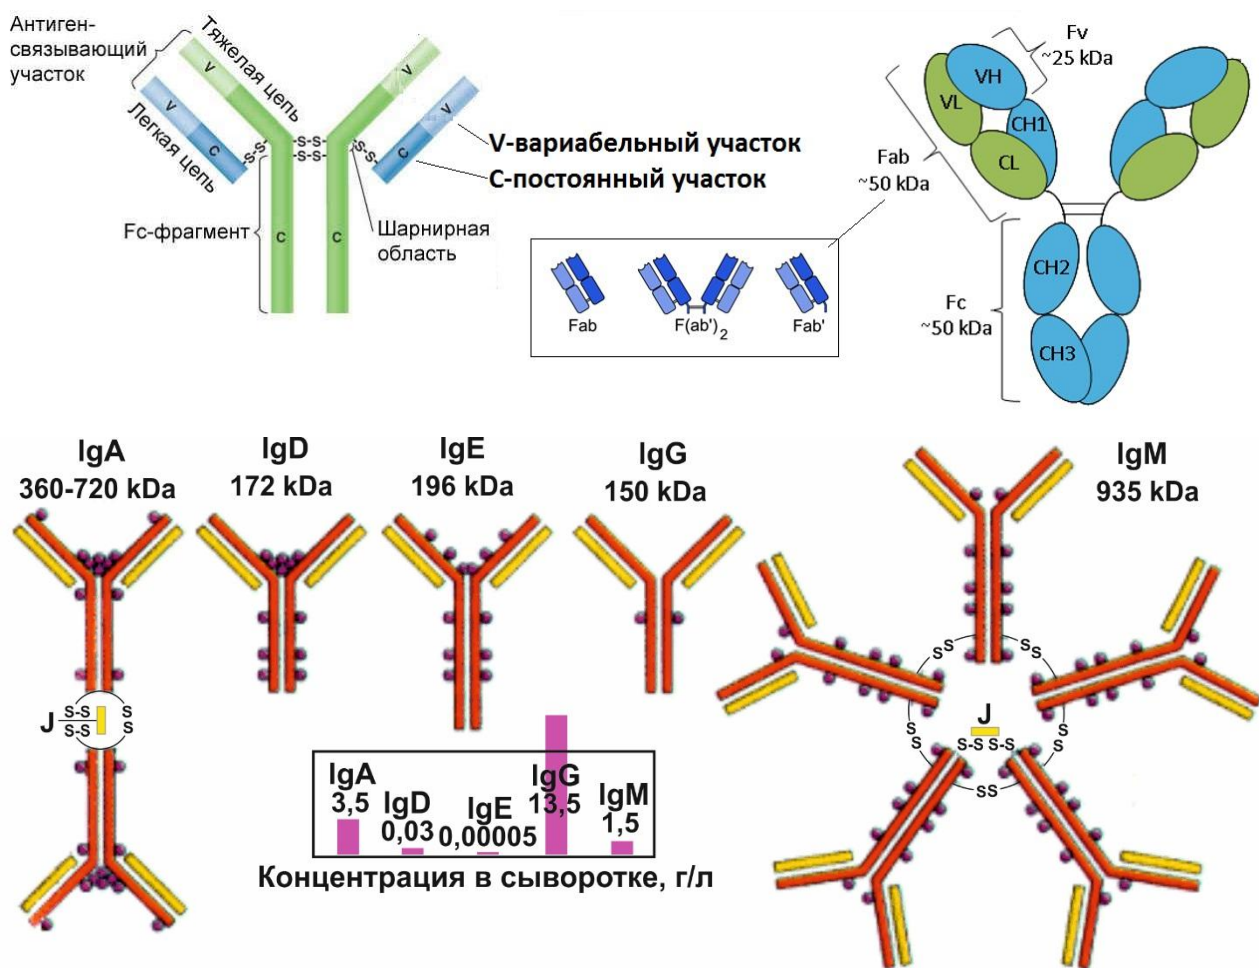 Антиген-
связывающий
участок
Тяжелая цепь
V
V
V
V
Легкая цепь
C
C
S-S
S-S
S-S
S-S
V-вариабельный участок
C-постоянный участок
Fc-фрагмент
C
C
Шарнирная
область
Fab
F(ab')2
Fab'
Fv
~25 kDa
VH
VL
CH1
CL
Fab
~50 kDa
CH2
Fc
~50 kDa
CH3
IgA
360-720 kDa
IgD
172 kDa
IgE
196 kDa
IgG
150 kDa
IgM
935 kDa
J
S-S
S-S
S
S
SS
SS
S
S
S
S
J
S-S S-S
SS
IgA
3,5
IgD
0,03
IgE
0,00005
IgG
13,5
IgM
1,5
Концентрация в сыворотке, г/л